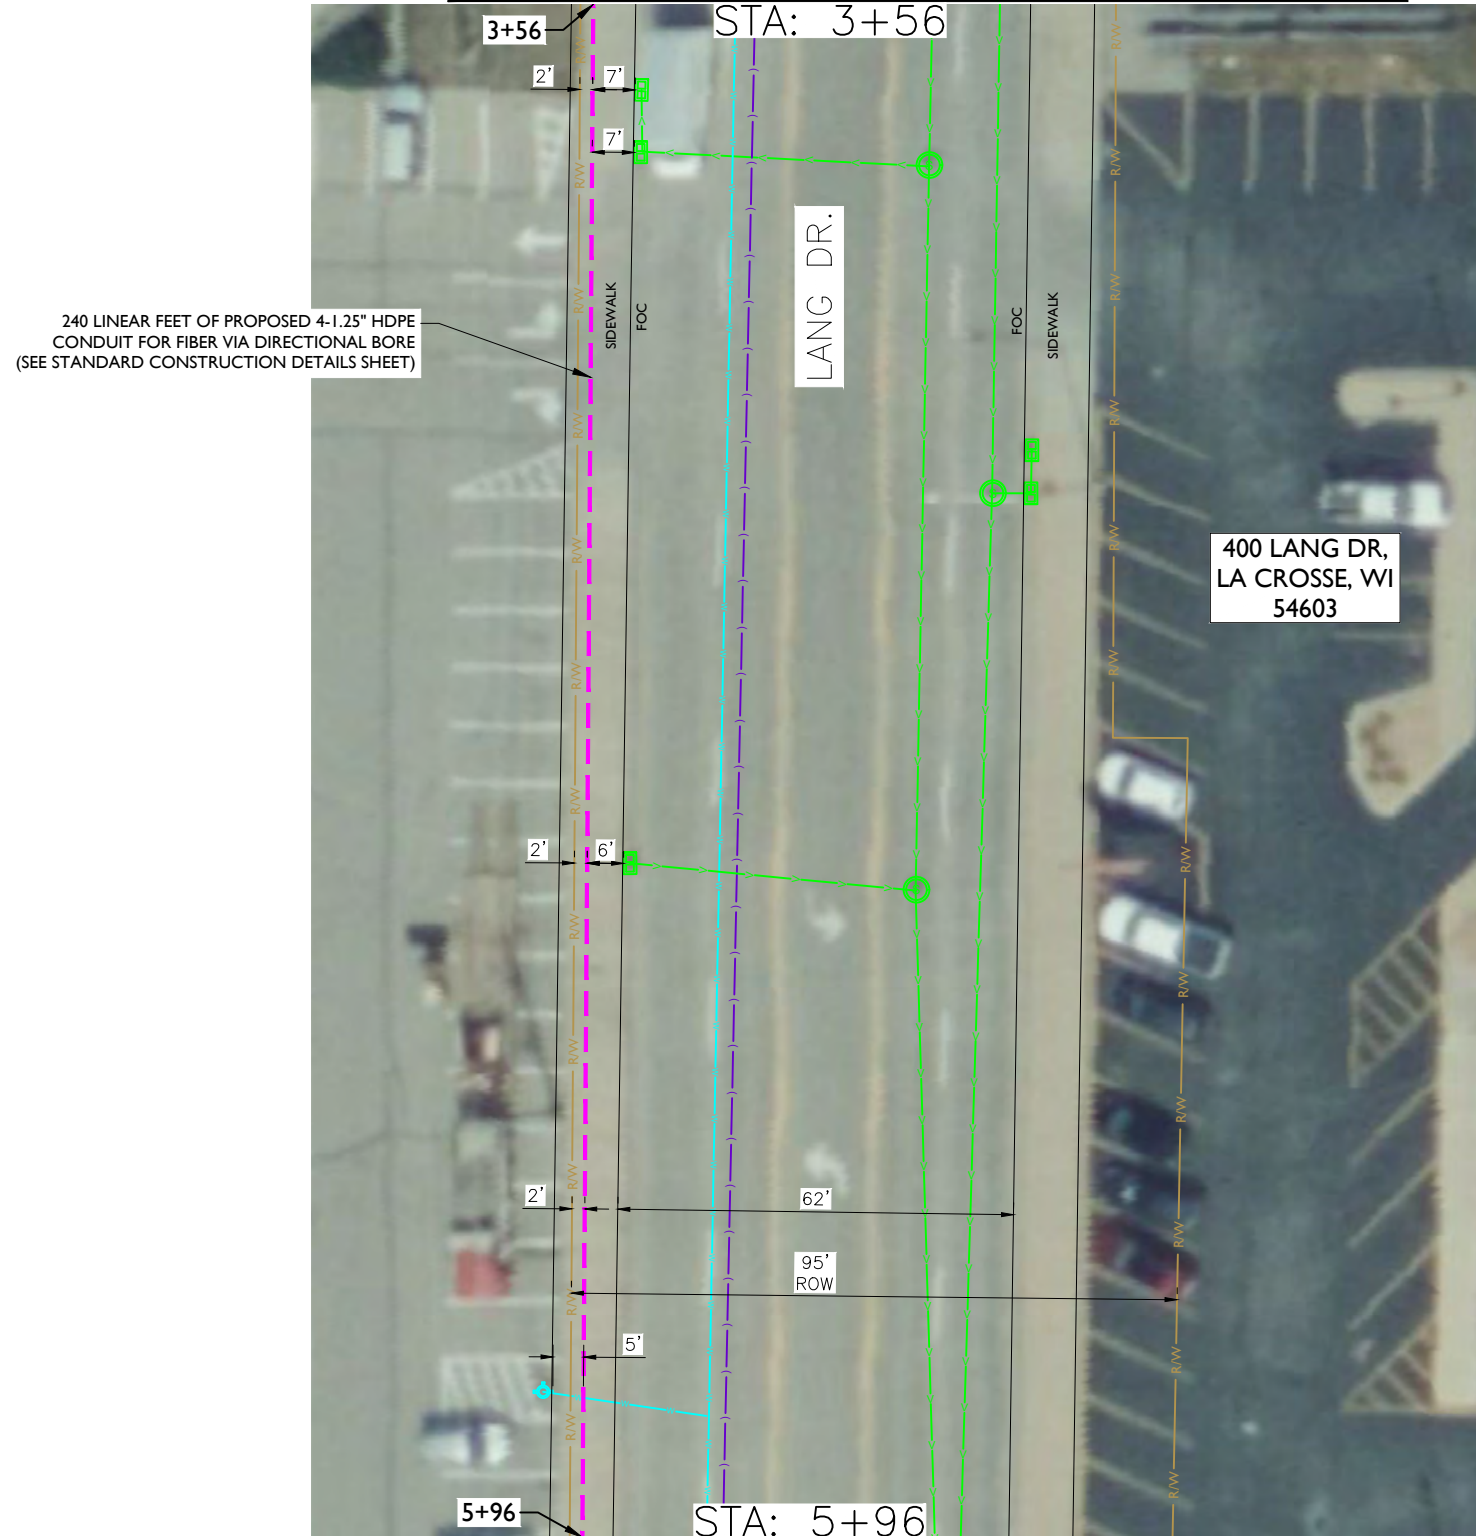 STA: 3+56
3+56
2'
7'
7'
R/W
R/W
R/W
R/W
LANG DR.
SIDEWALK
FOC
FOC
SIDEWALK
R/W
R/W
240 LINEAR FEET OF PROPOSED 4-1.25" HDPE
CONDUIT FOR FIBER VIA DIRECTIONAL BORE
(SEE STANDARD CONSTRUCTION DETAILS SHEET)
R/W
R/W
R/W
R/W
400 LANG DR,
LA CROSSE, WI
54603
R/W
R/W
R/W
2'
6'
R/W
R/W
R/W
R/W
R/W
2'
62'
R/W
R/W
95'
ROW
R/W
5'
R/W
R/W
R/W
5+96
STA: 5+96